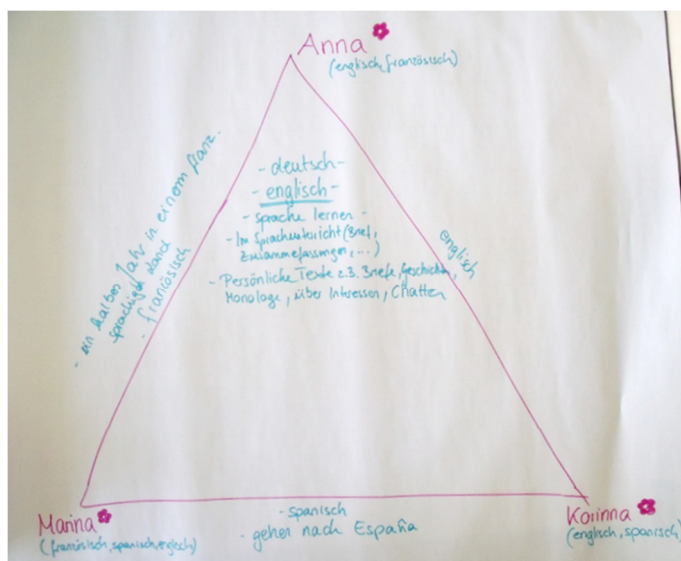 Anna
(englisch, französisch)
- ein halbes Jahr in einem franz.
sprachigen Land
- französisch
- deutsch -
- englisch -
- sprache lernen -
- Im Sprachunterricht (Brief,
Zusammenfassungen, ...)
- Persönliche Texte z.B. Briefe, Geschichten,
Monologe, über Interessen, Chatten
englisch
- spanisch
- gehen nach España
Marina
(französisch, spanisch, englisch)
Korinna
(englisch, spanisch)